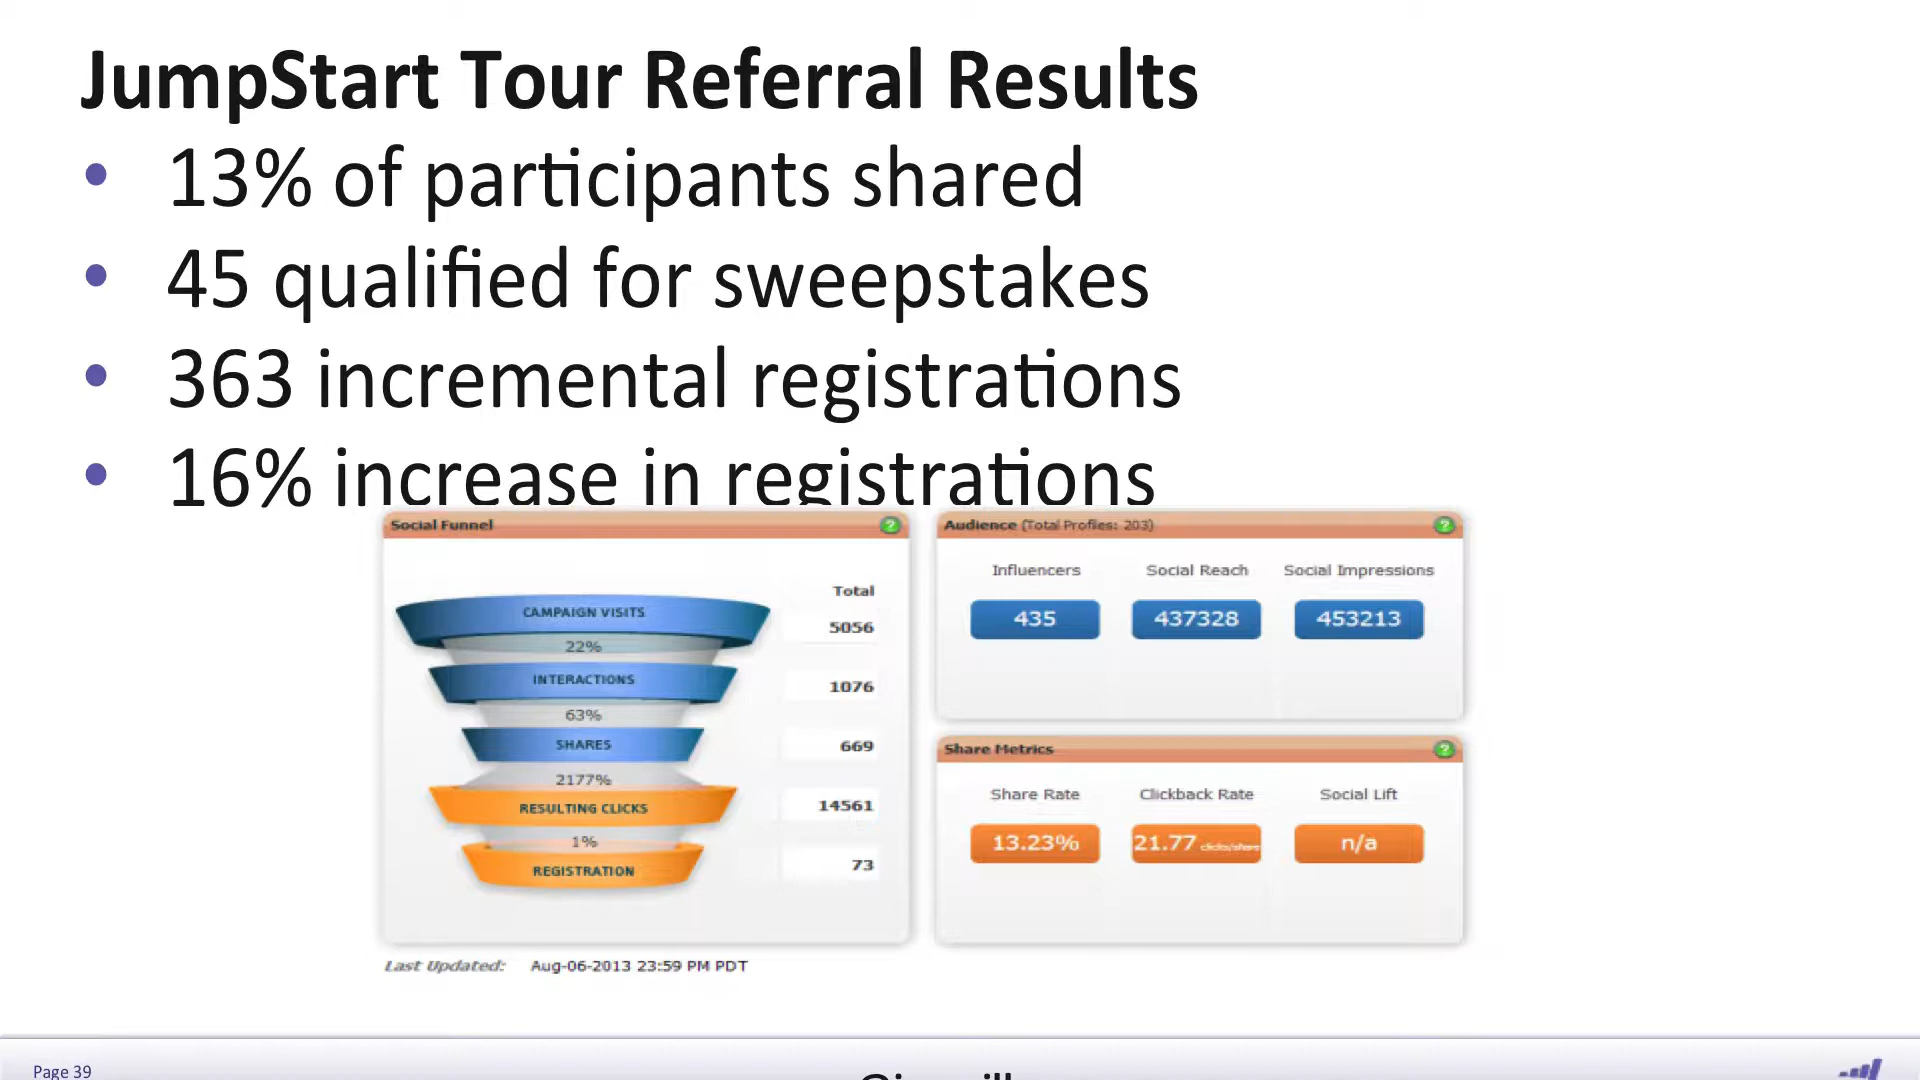 JumpStart Tour Referral Results
• 13% of participants shared
• 45 qualified for sweepstakes
• 363 incremental registrations
• 16% increase in registrations
Social Funnel ?
Total
CAMPAIGN VISITS 5056
22%
INTERACTIONS 1076
63%
SHARES 669
2177%
RESULTING CLICKS 14561
1%
REGISTRATION 73
Audience (Total Profiles: 203) ?
Influencers Social Reach Social Impressions
435 437328 453213
Share Metrics ?
Share Rate Clickback Rate Social Lift
13.23% 21.77 clicks/share n/a
Last Updated: Aug-06-2013 23:59 PM PDT
Page 39